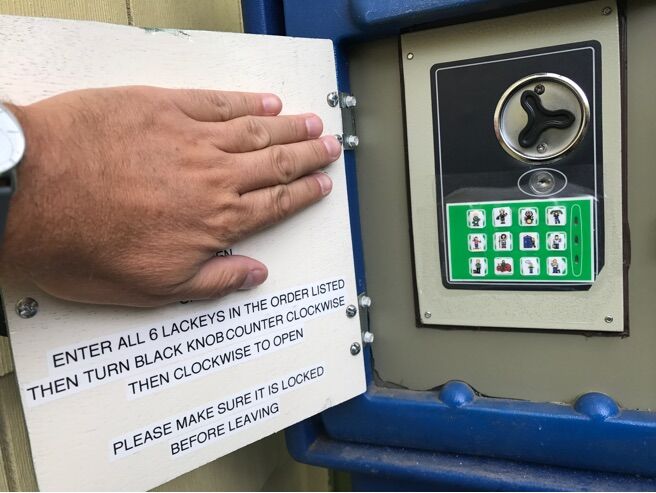 ENTER ALL 6 LACKEYS IN THE ORDER LISTED
THEN TURN BLACK KNOB COUNTER CLOCKWISE
THEN CLOCKWISE TO OPEN
PLEASE MAKE SURE IT IS LOCKED
BEFORE LEAVING